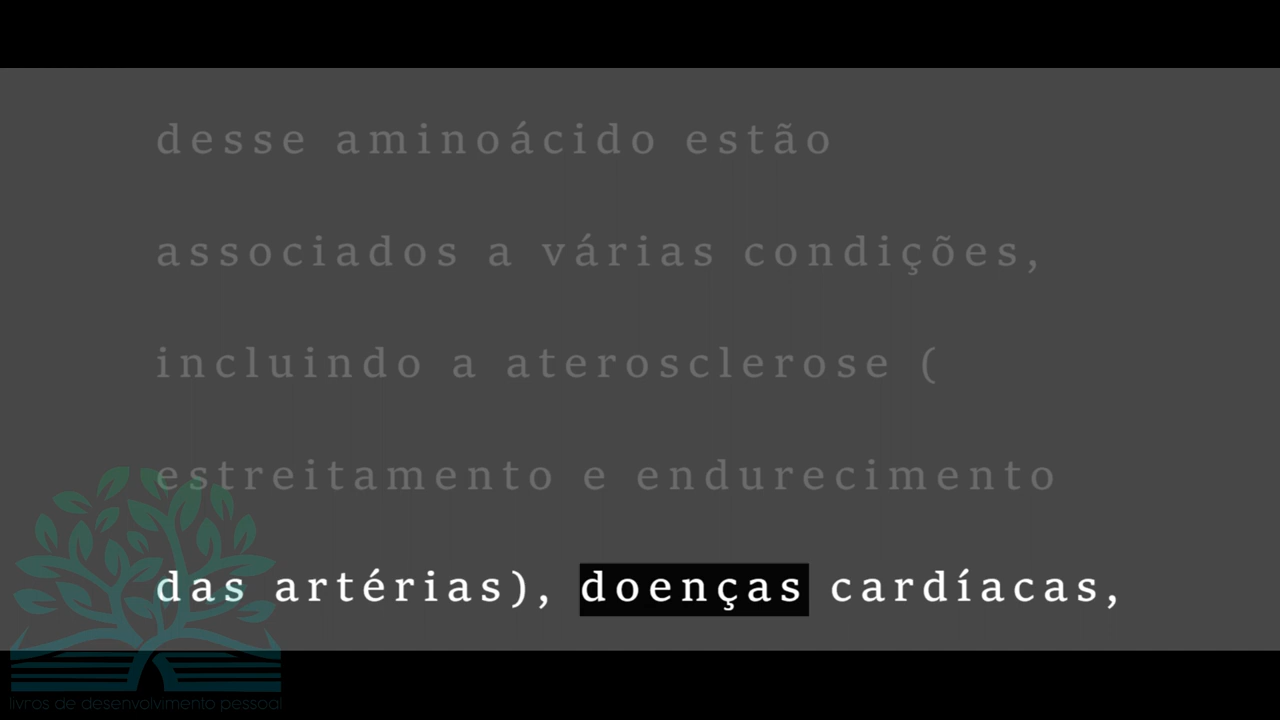 desse aminoácido estão
associados a várias condições,
incluindo a aterosclerose (
estreitamento e endurecimento
das artérias), doenças cardíacas,
livros de desenvolvimento pessoal